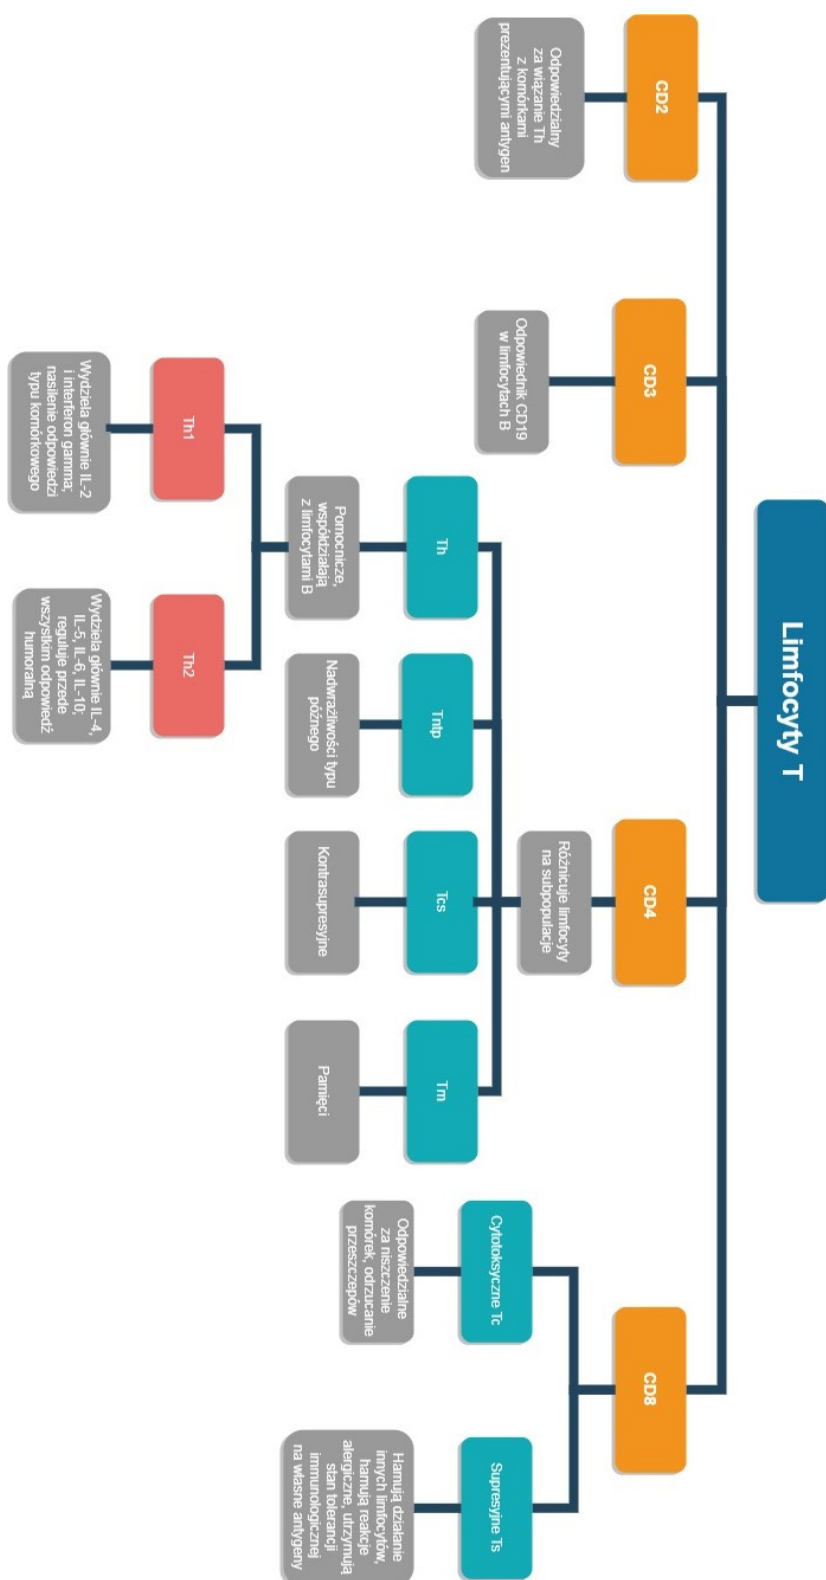 Limfocyty T
CD2
Odpowiedzialny
za wiązanie Th
z komórkami
prezentującymi antygen
CD3
Odpowiednik CD19
w limfocytach B
CD4
Różnicuje limfocyty
na subpopulacje
Th
Pomocnicze,
współdziałają
z limfocytami B
Th1
Wydziela głównie IL-2
i interferon gamma;
nasilenie odpowiedzi
typu komórkowego
Th2
Wydziela głównie IL-4,
IL-5, IL-6, IL-10;
reguluje przede
wszystkim odpowiedź
humoralną
Tntp
Nadwrażliwości typu
późnego
Tcs
Kontrasupresyjne
Tm
Pamięci
CD8
Cytotoksyczne Tc
Odpowiedzialne
za niszczenie
komórek, odrzucanie
przeszczepów
Supresyjne Ts
Hamują działanie
innych limfocytów,
hamują reakcje
alergiczne, utrzymują
stan tolerancji
immunologicznej
na własne antygeny